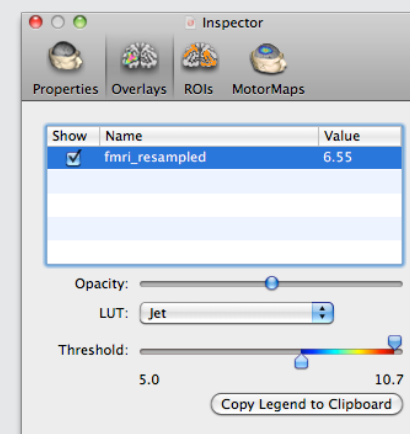 Inspector
Properties Overlays ROIs MotorMaps
Show Name Value
fmri_resampled 6.55
Opacity:
LUT: Jet
Threshold:
5.0 10.7
Copy Legend to Clipboard